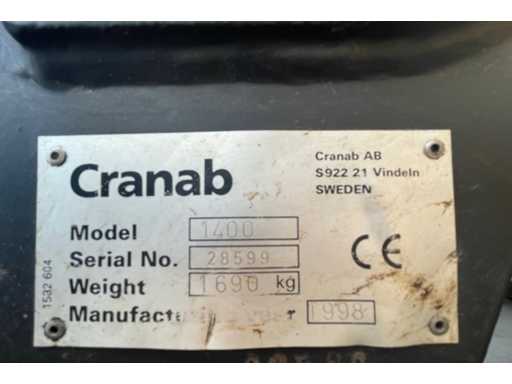 Cranab
Cranab AB
S922 21 Vindeln
SWEDEN
Model 1400
Serial No. 28599
Weight 1690 kg
1998
CE
1532 604